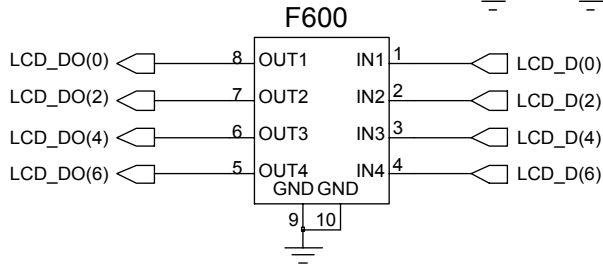 F600
LCD_DO(0) 8 OUT1 IN1 1 LCD_D(0)
LCD_DO(2) 7 OUT2 IN2 2 LCD_D(2)
LCD_DO(4) 6 OUT3 IN3 3 LCD_D(4)
LCD_DO(6) 5 OUT4 IN4 4 LCD_D(6)
GND GND
9 10